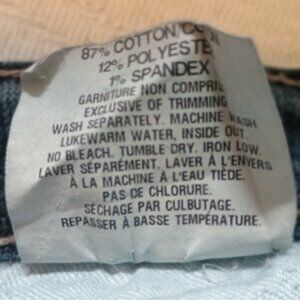 87% COTTON/COTON
12% POLYESTE
1% SPANDEX
GARNITURE NON COMPRIS
EXCLUSIVE OF TRIMMING
WASH SEPARATELY. MACHINE WASH
LUKEWARM WATER, INSIDE OUT.
NO BLEACH. TUMBLE DRY. IRON LOW.
LAVER SÉPARÉMENT. LAVER À L'ENVERS
À LA MACHINE À L'EAU TIÈDE.
PAS DE CHLORURE.
SÉCHAGE PAR CULBUTAGE.
REPASSER À BASSE TEMPÉRATURE.